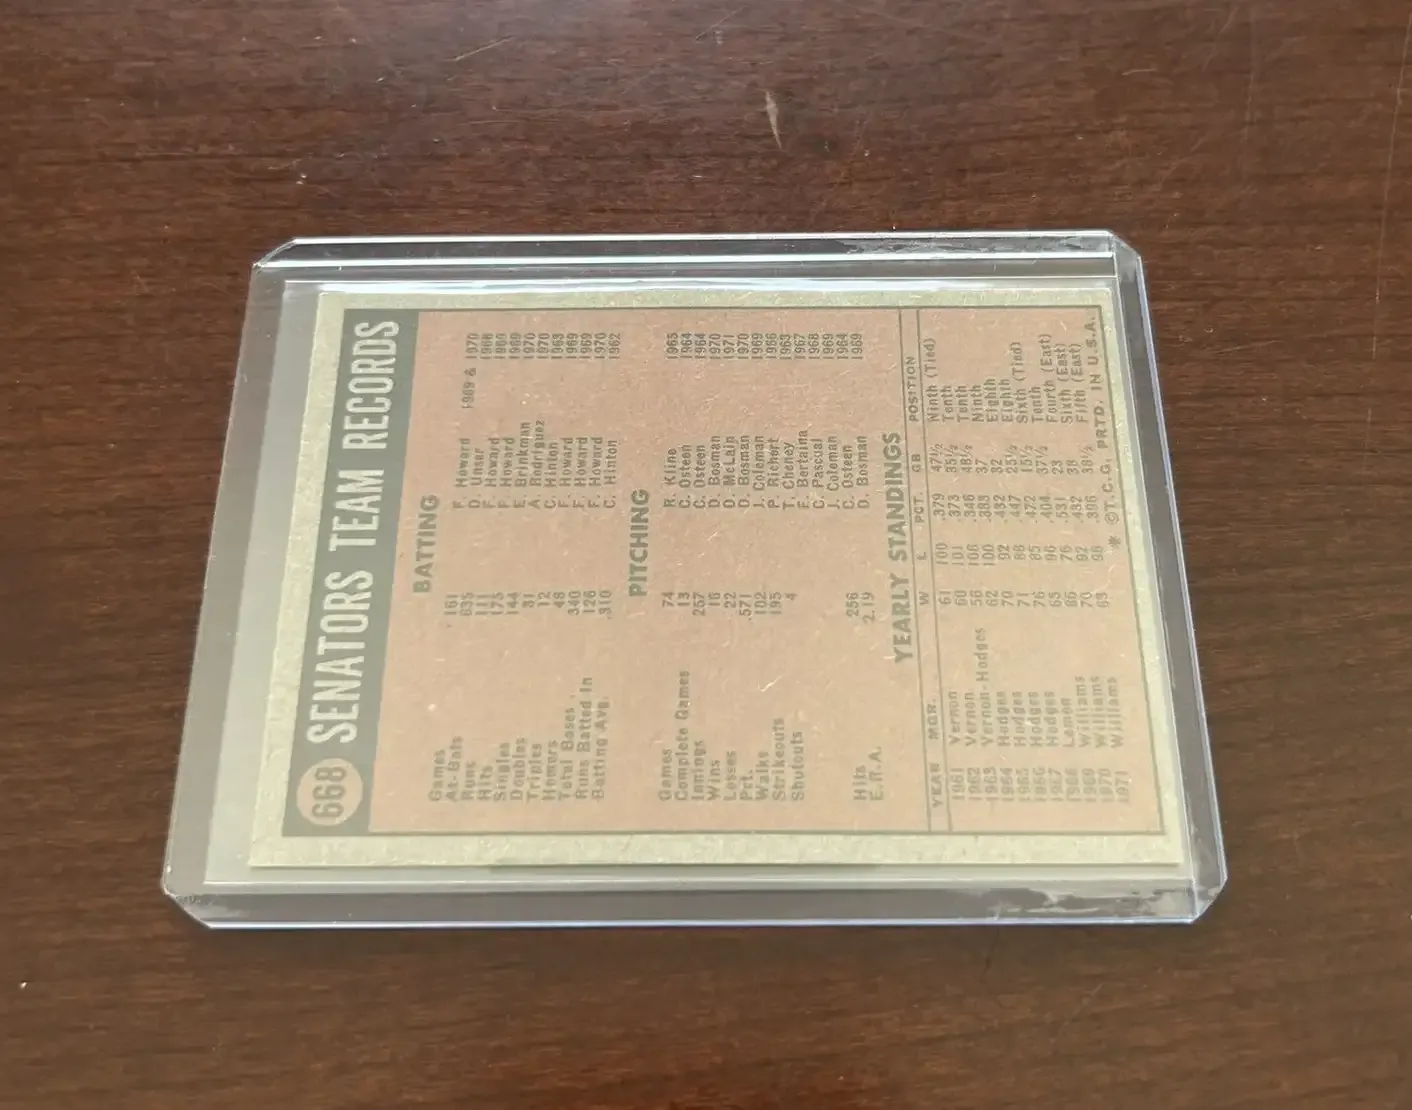 668 SENATORS TEAM RECORDS
BATTING
Games 161 F. Howard 1969 & 1970
At-Bats 635 D. Unser 1968
Runs 111 F. Howard 1969
Hits 175 F. Howard 1969
Singles 144 E. Brinkman 1970
Doubles 31 A. Rodriguez 1970
Triples 12 C. Hinton 1963
Homers 48 F. Howard 1969
Total Bases 340 F. Howard 1969
Runs Batted In 126 F. Howard 1970
Batting Avg. .310 C. Hinton 1962
PITCHING
Games 74 R. Kline 1965
Complete Games 13 C. Osteen 1964
Innings 257 C. Osteen 1964
Wins 16 D. Bosman 1970
Losses 22 D. McLain 1971
Pct. .571 D. Bosman 1970
Walks 102 J. Coleman 1969
Strikeouts 195 P. Richert 1966
Shutouts 4 T. Cheney 1963
F. Bertaina 1967
C. Pascual 1968
J. Coleman 1969
Hits 256 C. Osteen 1964
E.R.A. 2.19 D. Bosman 1969
YEARLY STANDINGS
YEAR MGR. W L PCT. GB POSITION
1961 Vernon 61 100 .379 47½ Ninth (Tied)
1962 Vernon 60 101 .373 35½ Tenth
1963 Vernon-Hodges 56 106 .346 48½ Tenth
1964 Hodges 62 100 .383 37 Ninth
1965 Hodges 70 92 .432 32 Eighth
1966 Hodges 71 88 .447 25½ Eighth
1967 Hodges 76 85 .472 15½ Sixth (Tied)
1968 Lemon 65 96 .404 37½ Tenth
1969 Williams 86 76 .531 23 Fourth (East)
1970 Williams 70 92 .432 38 Sixth (East)
1971 Williams 63 96 .396 38½ Fifth (East)
* ©T.C.G. PRTD. IN U.S.A.